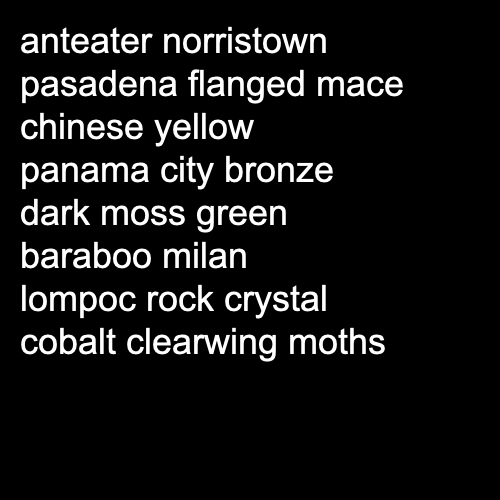 anteater norristown
pasadena flanged mace
chinese yellow
panama city bronze
dark moss green
baraboo milan
lompoc rock crystal
cobalt clearwing moths